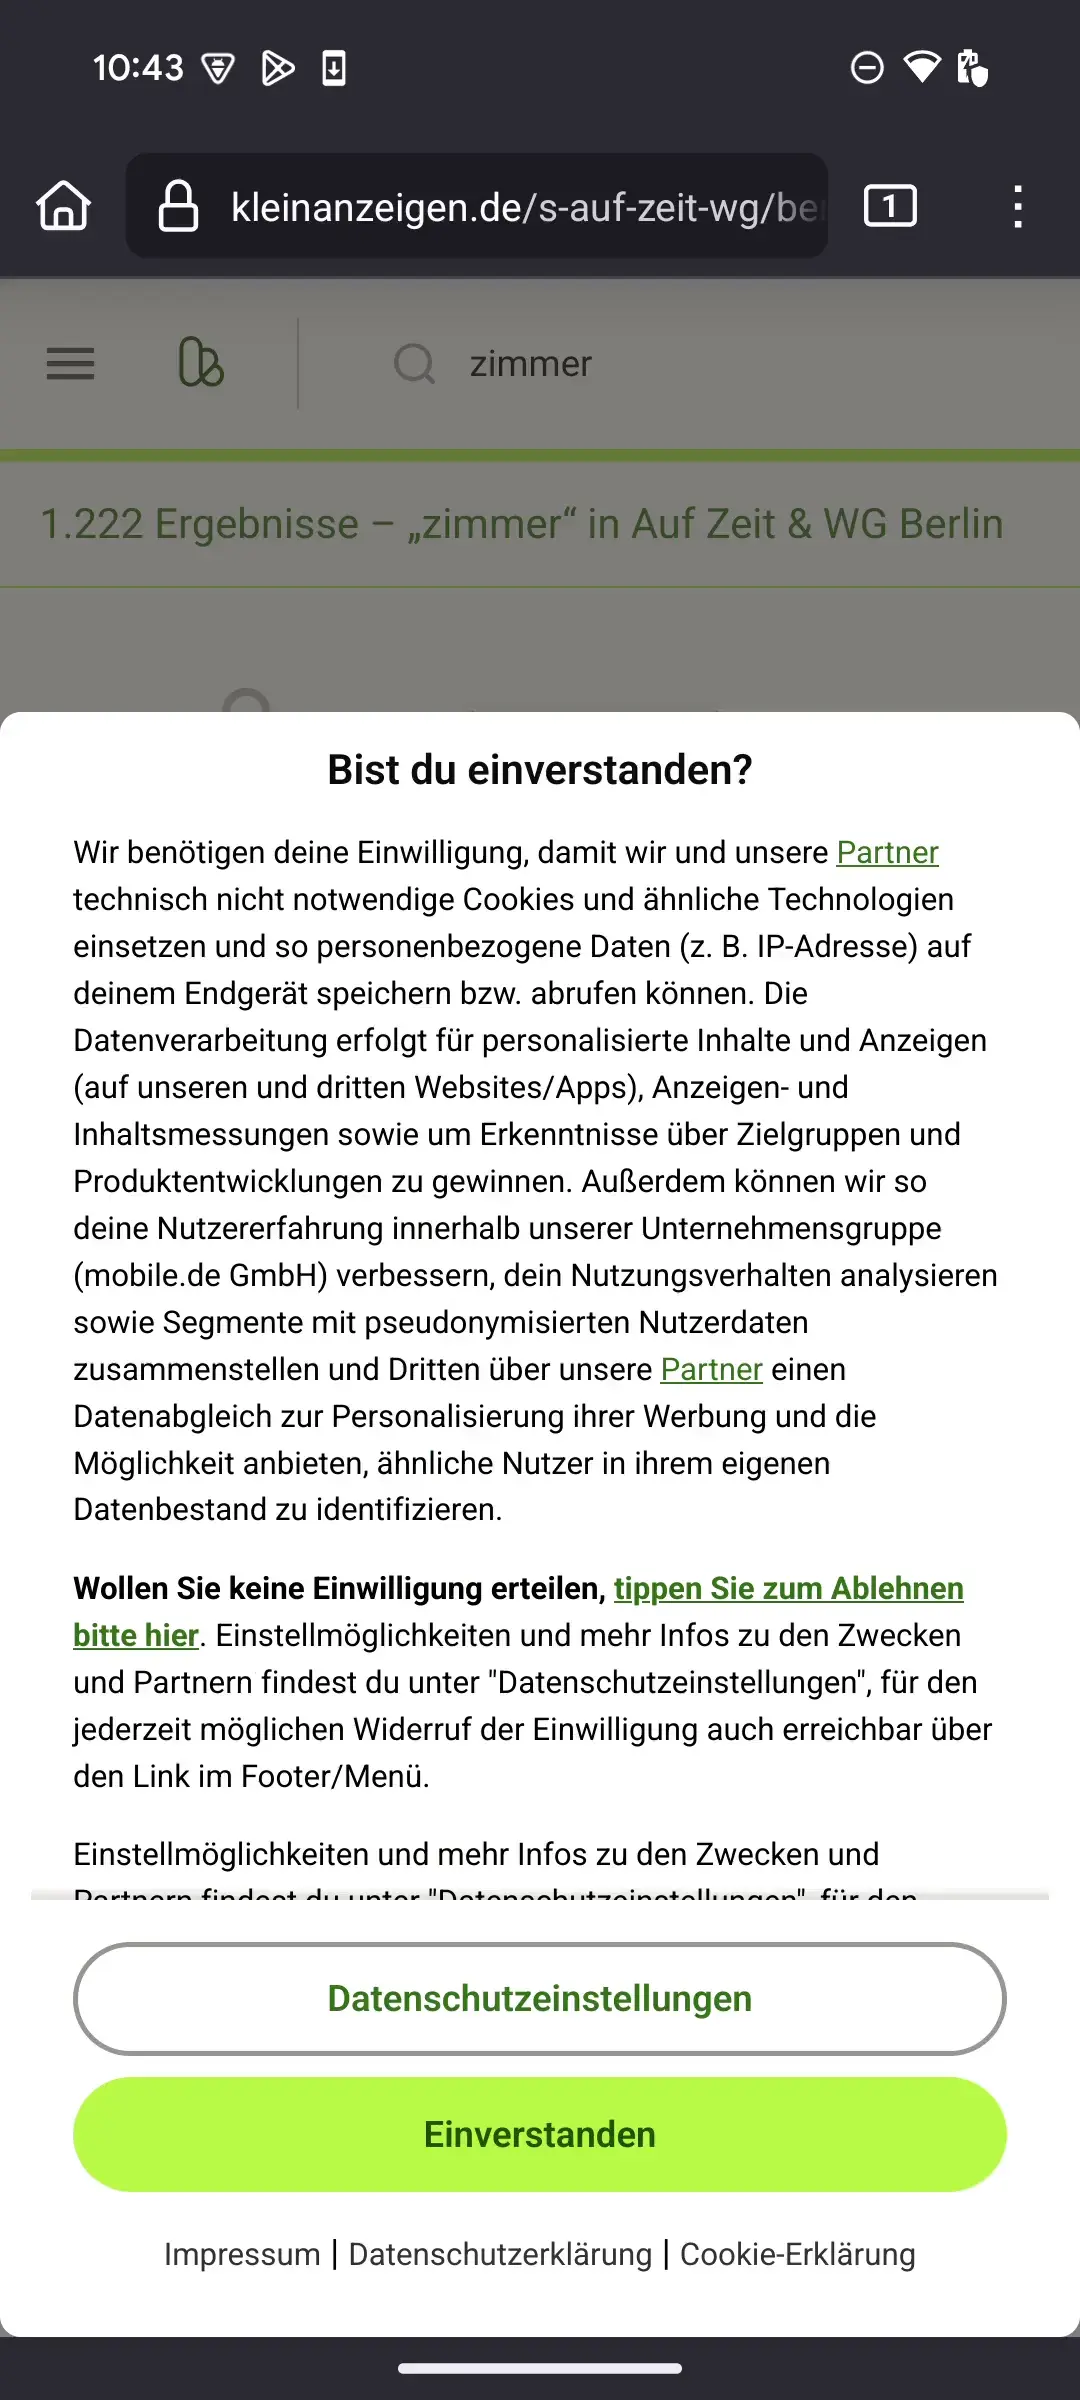 10:43
kleinanzeigen.de/s-auf-zeit-wg/be
1
zimmer
1.222 Ergebnisse – „zimmer“ in Auf Zeit & WG Berlin
Bist du einverstanden?
Wir benötigen deine Einwilligung, damit wir und unsere Partner
technisch nicht notwendige Cookies und ähnliche Technologien
einsetzen und so personenbezogene Daten (z. B. IP-Adresse) auf
deinem Endgerät speichern bzw. abrufen können. Die
Datenverarbeitung erfolgt für personalisierte Inhalte und Anzeigen
(auf unseren und dritten Websites/Apps), Anzeigen- und
Inhaltsmessungen sowie um Erkenntnisse über Zielgruppen und
Produktentwicklungen zu gewinnen. Außerdem können wir so
deine Nutzererfahrung innerhalb unserer Unternehmensgruppe
(mobile.de GmbH) verbessern, dein Nutzungsverhalten analysieren
sowie Segmente mit pseudonymisierten Nutzerdaten
zusammenstellen und Dritten über unsere Partner einen
Datenabgleich zur Personalisierung ihrer Werbung und die
Möglichkeit anbieten, ähnliche Nutzer in ihrem eigenen
Datenbestand zu identifizieren.
Wollen Sie keine Einwilligung erteilen, tippen Sie zum Ablehnen
bitte hier. Einstellmöglichkeiten und mehr Infos zu den Zwecken
und Partnern findest du unter "Datenschutzeinstellungen", für den
jederzeit möglichen Widerruf der Einwilligung auch erreichbar über
den Link im Footer/Menü.
Einstellmöglichkeiten und mehr Infos zu den Zwecken und
Partnern findest du unter "Datenschutzeinstellungen", für den
Datenschutzeinstellungen
Einverstanden
Impressum | Datenschutzerklärung | Cookie-Erklärung